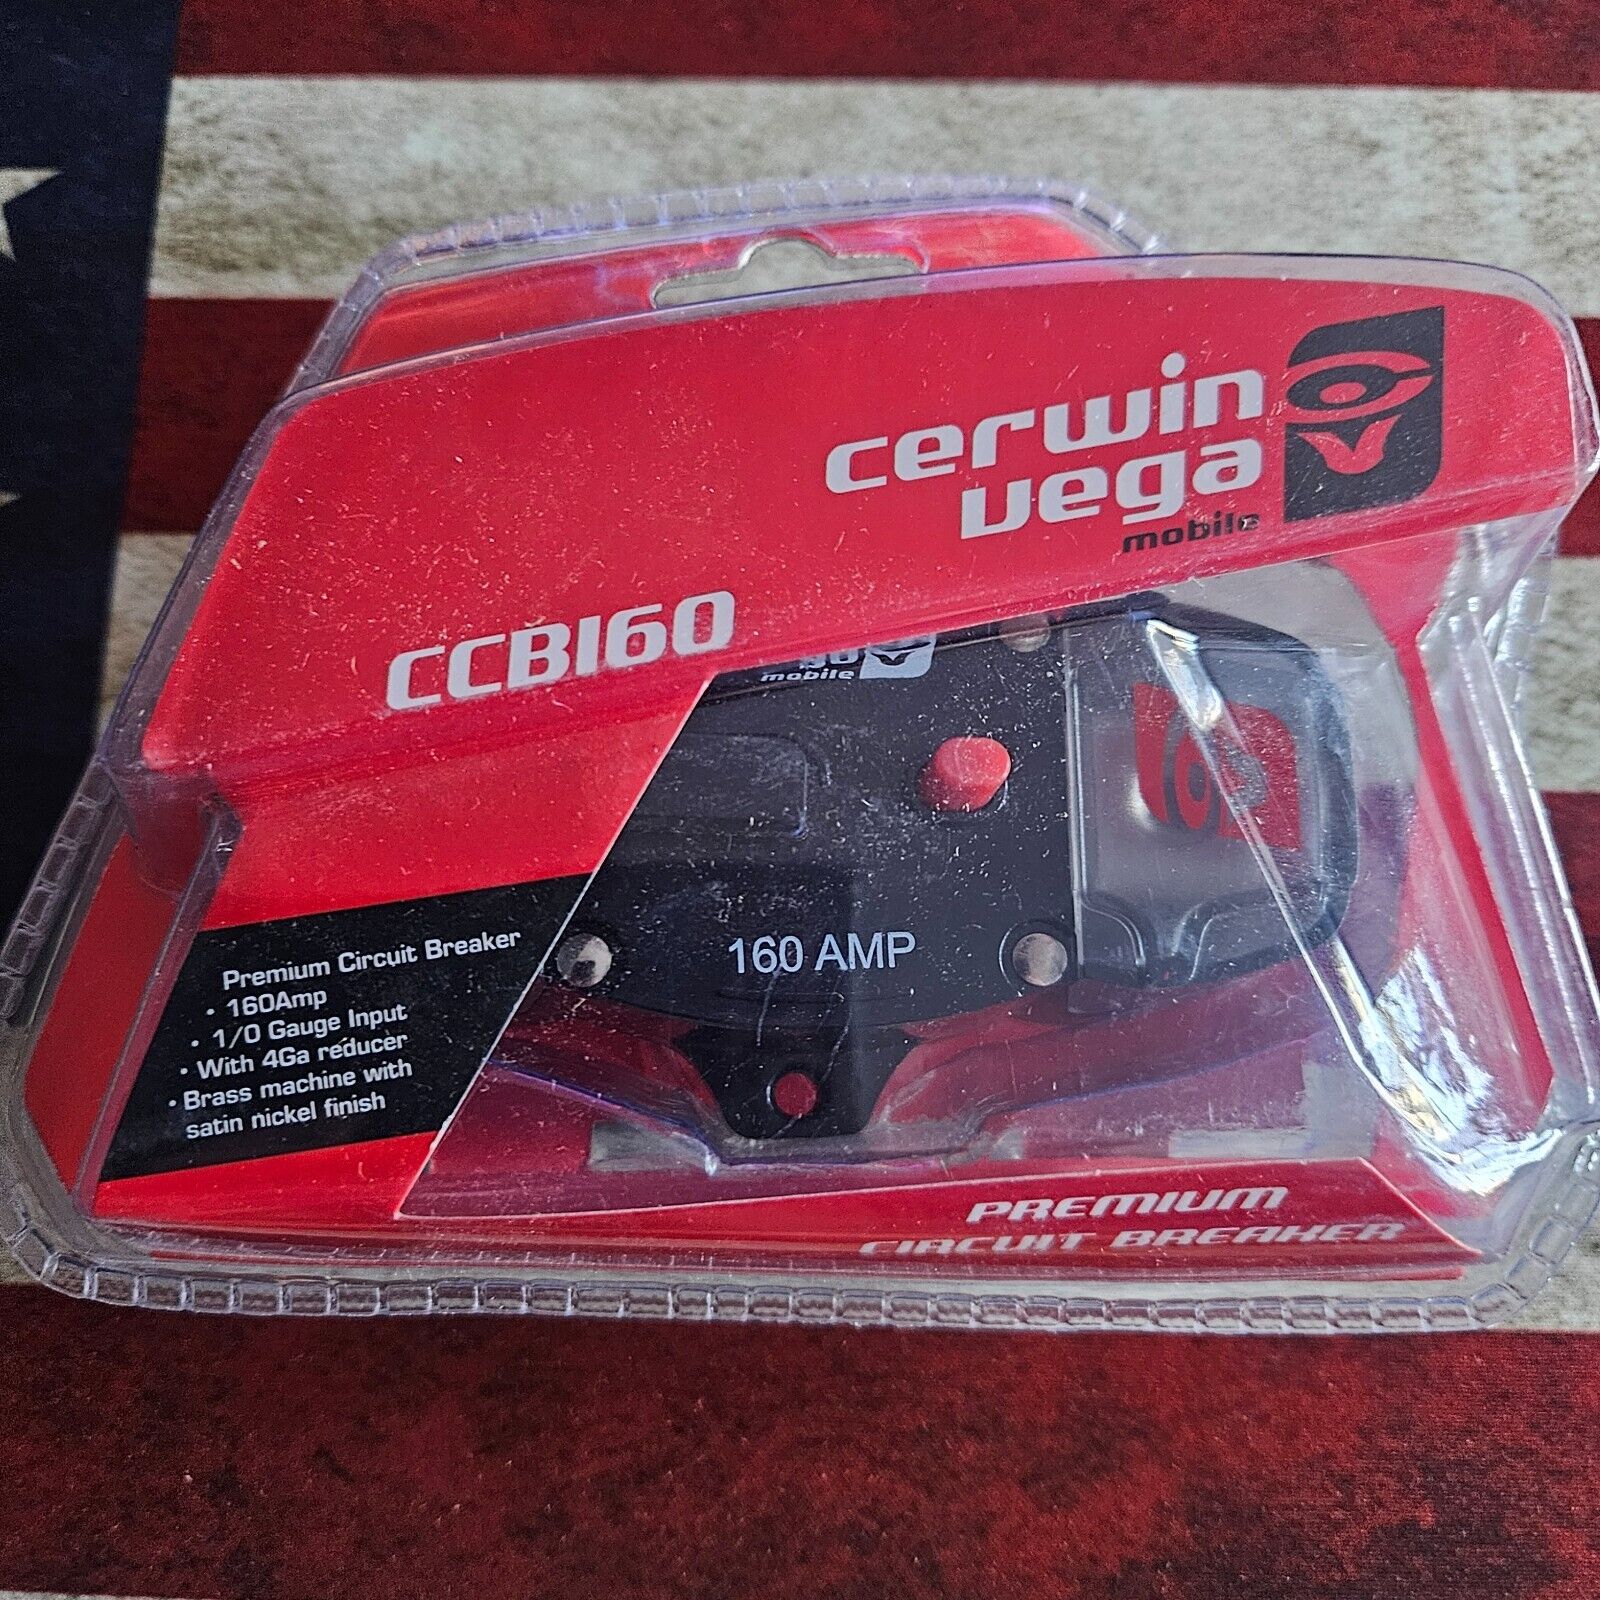 cerwin
vega
mobile
CCB160
mobile
160 AMP
Premium Circuit Breaker
• 160Amp
• 1/0 Gauge Input
• With 4Ga reducer
• Brass machine with
satin nickel finish
PREMIUM
CIRCUIT BREAKER